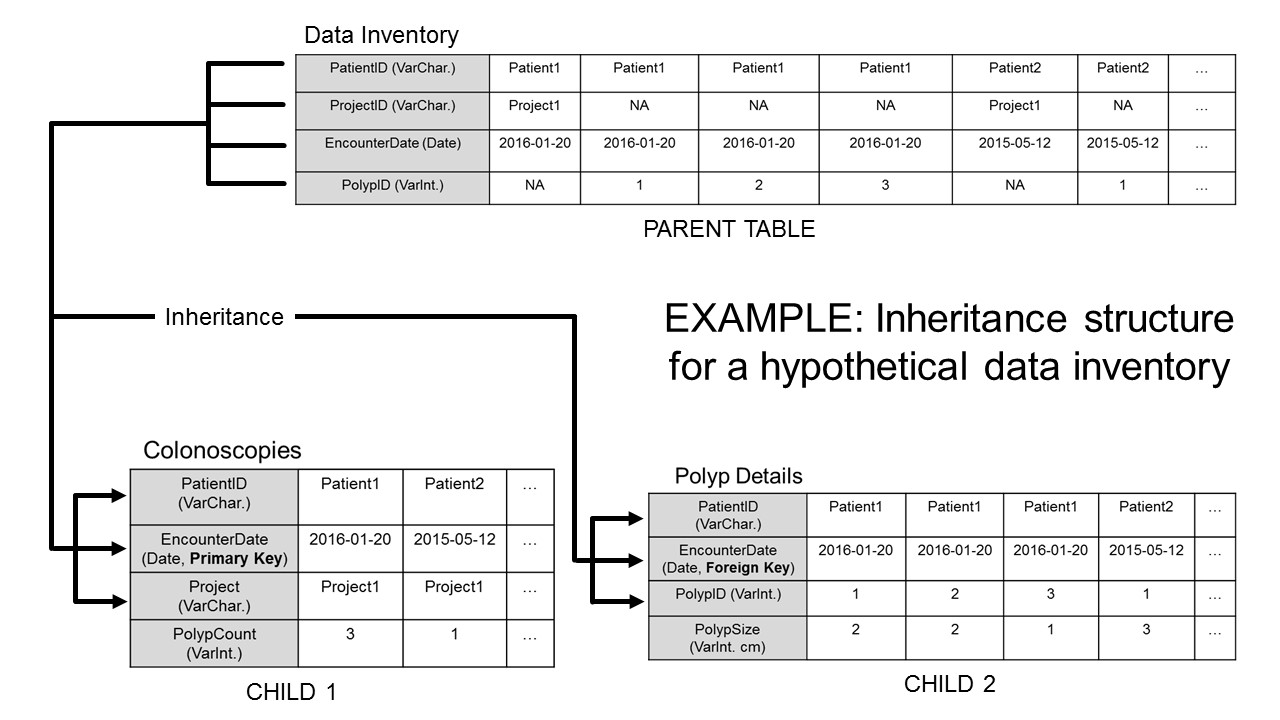 Data Inventory
PatientID (VarChar.) Patient1 Patient1 Patient1 Patient1 Patient2 Patient2 ...
ProjectID (VarChar.) Project1 NA NA NA Project1 NA ...
EncounterDate (Date) 2016-01-20 2016-01-20 2016-01-20 2016-01-20 2015-05-12 2015-05-12 ...
PolypID (VarInt.) NA 1 2 3 NA 1 ...
PARENT TABLE
Inheritance
EXAMPLE: Inheritance structure
for a hypothetical data inventory
Colonoscopies
PatientID Patient1 Patient2 ...
(VarChar.)
EncounterDate 2016-01-20 2015-05-12 ...
(Date, Primary Key)
Project Project1 Project1 ...
(VarChar.)
PolypCount 3 1 ...
(VarInt.)
CHILD 1
Polyp Details
PatientID Patient1 Patient1 Patient1 Patient2 ...
(VarChar.)
EncounterDate 2016-01-20 2016-01-20 2016-01-20 2015-05-12 ...
(Date, Foreign Key)
PolypID (VarInt.) 1 2 3 1 ...
PolypSize 2 2 1 3 ...
(VarInt. cm)
CHILD 2